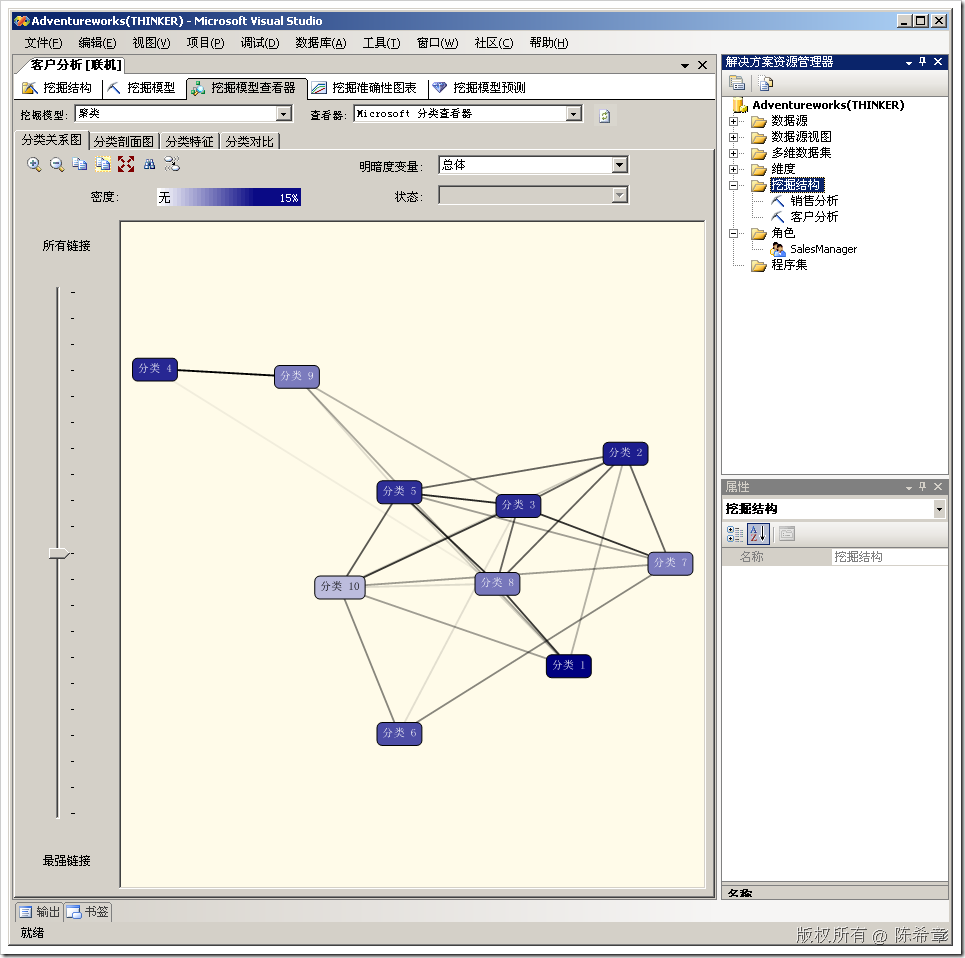 Adventureworks(THINKER) - Microsoft Visual Studio
文件(F) 编辑(E) 视图(V) 项目(P) 调试(D) 数据库(A) 工具(T) 窗口(W) 社区(C) 帮助(H)
客户分析 [联机]
挖掘结构 挖掘模型 挖掘模型查看器 挖掘准确性图表 挖掘模型预测
挖掘模型: 聚类 查看器: Microsoft 分类查看器
分类关系图 分类剖面图 分类特征 分类对比
明暗度变量: 总体
密度: 无 15% 状态:
所有链接
分类 4
分类 9
分类 2
分类 5
分类 3
分类 7
分类 10
分类 8
分类 1
分类 6
最强链接
解决方案资源管理器
Adventureworks(THINKER)
数据源
数据源视图
多维数据集
维度
挖掘结构
销售分析
客户分析
角色
SalesManager
程序集
属性
挖掘结构
名称 挖掘结构
名称
输出 书签
就绪
版权所有 @ 陈希章